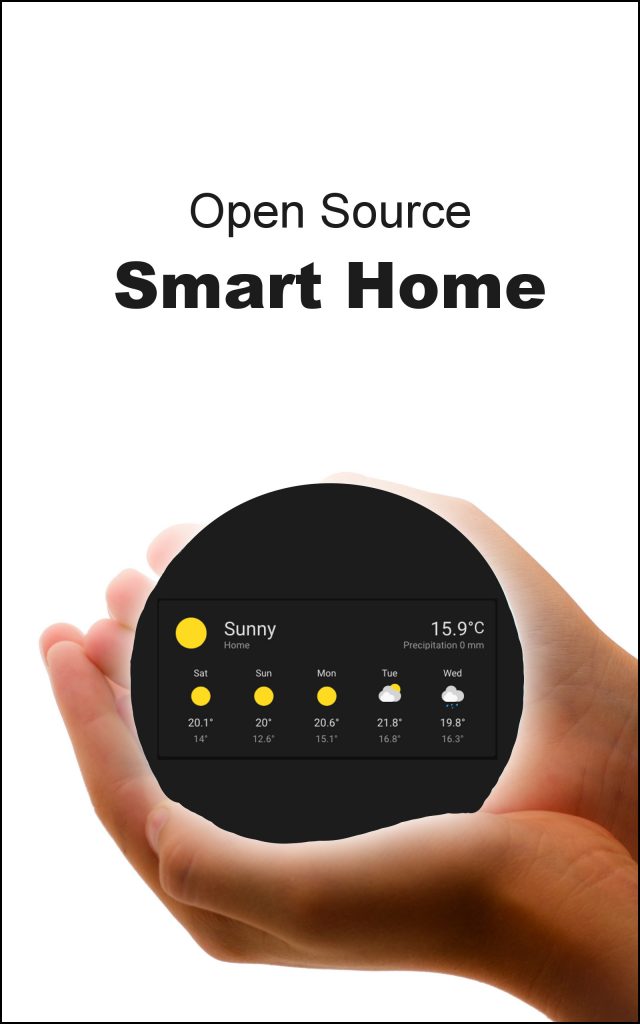 Open Source
Smart Home
Sunny
Home
15.9°C
Precipitation 0 mm
Sat Sun Mon Tue Wed
20.1° 20° 20.6° 21.8° 19.8°
14° 12.6° 15.1° 16.8° 16.3°